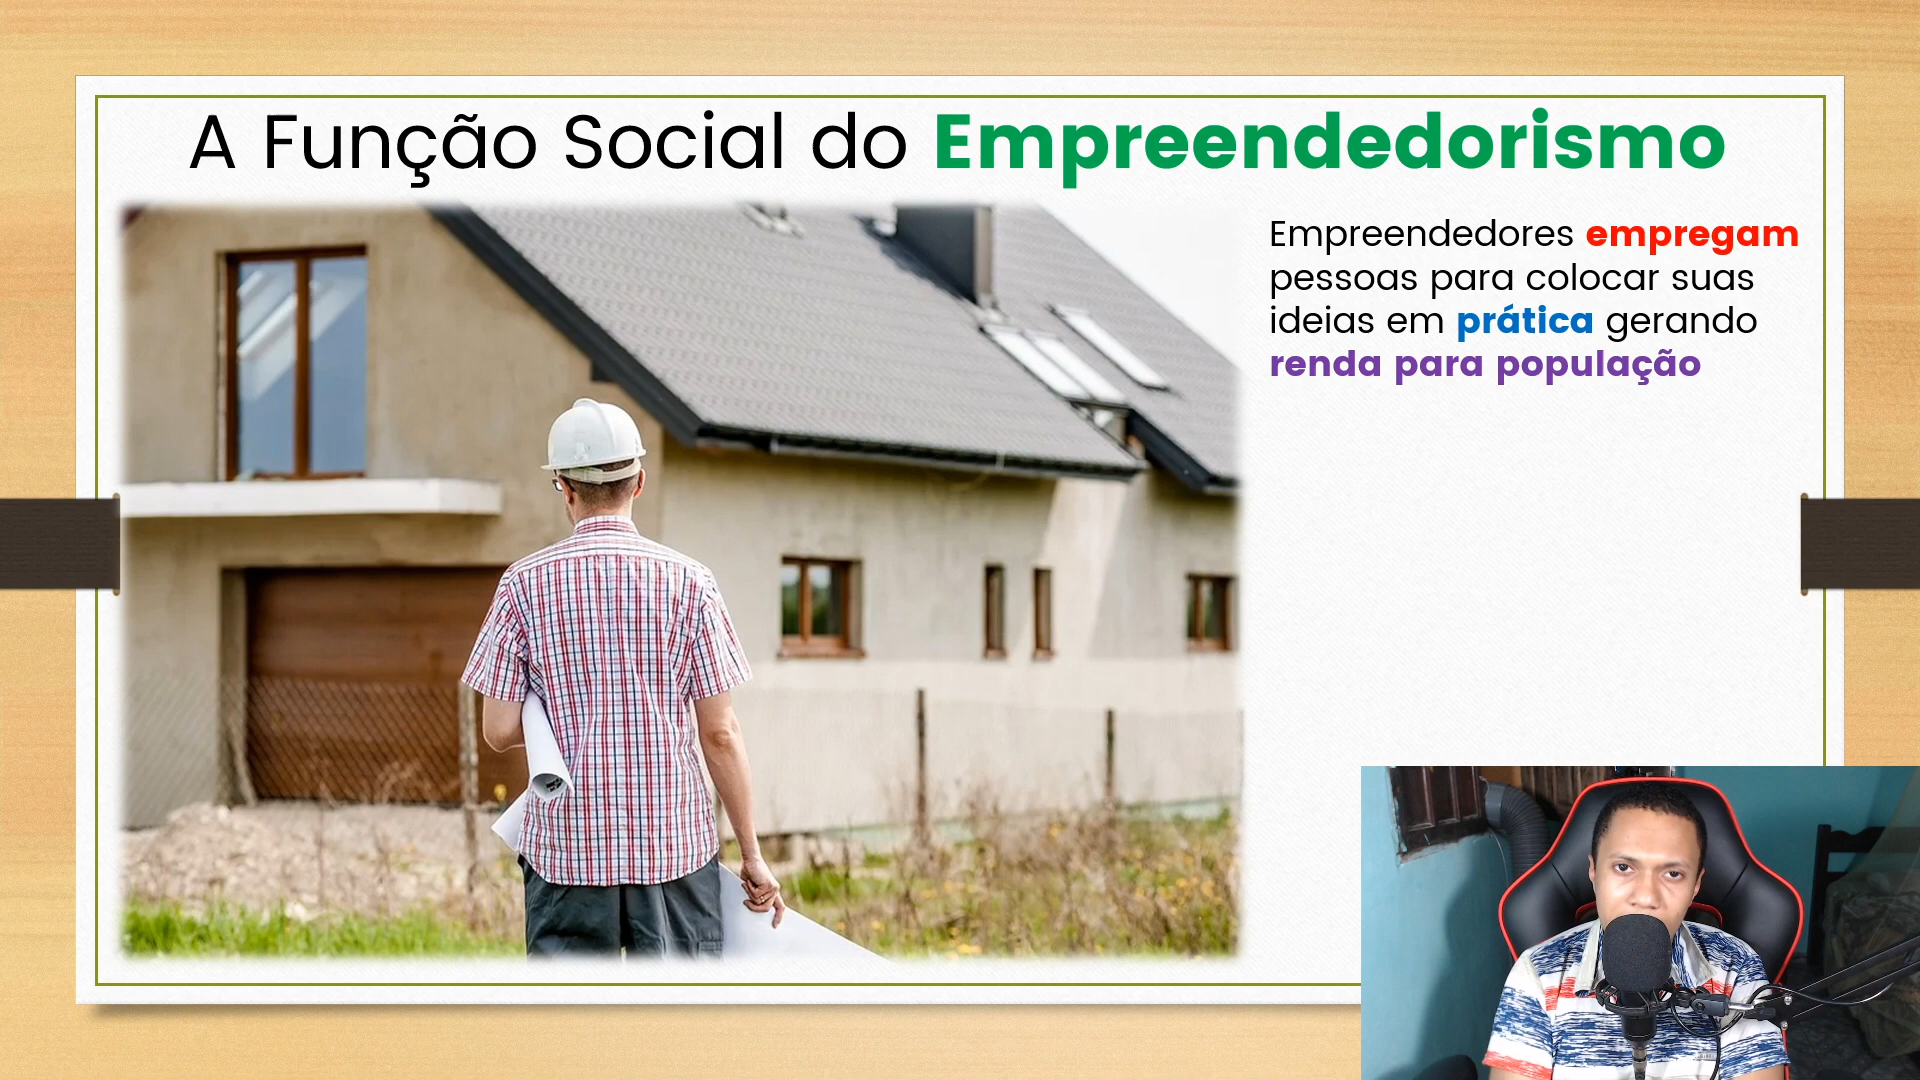 A Função Social do Empreendedorismo
Empreendedores empregam
pessoas para colocar suas
ideias em prática gerando
renda para população